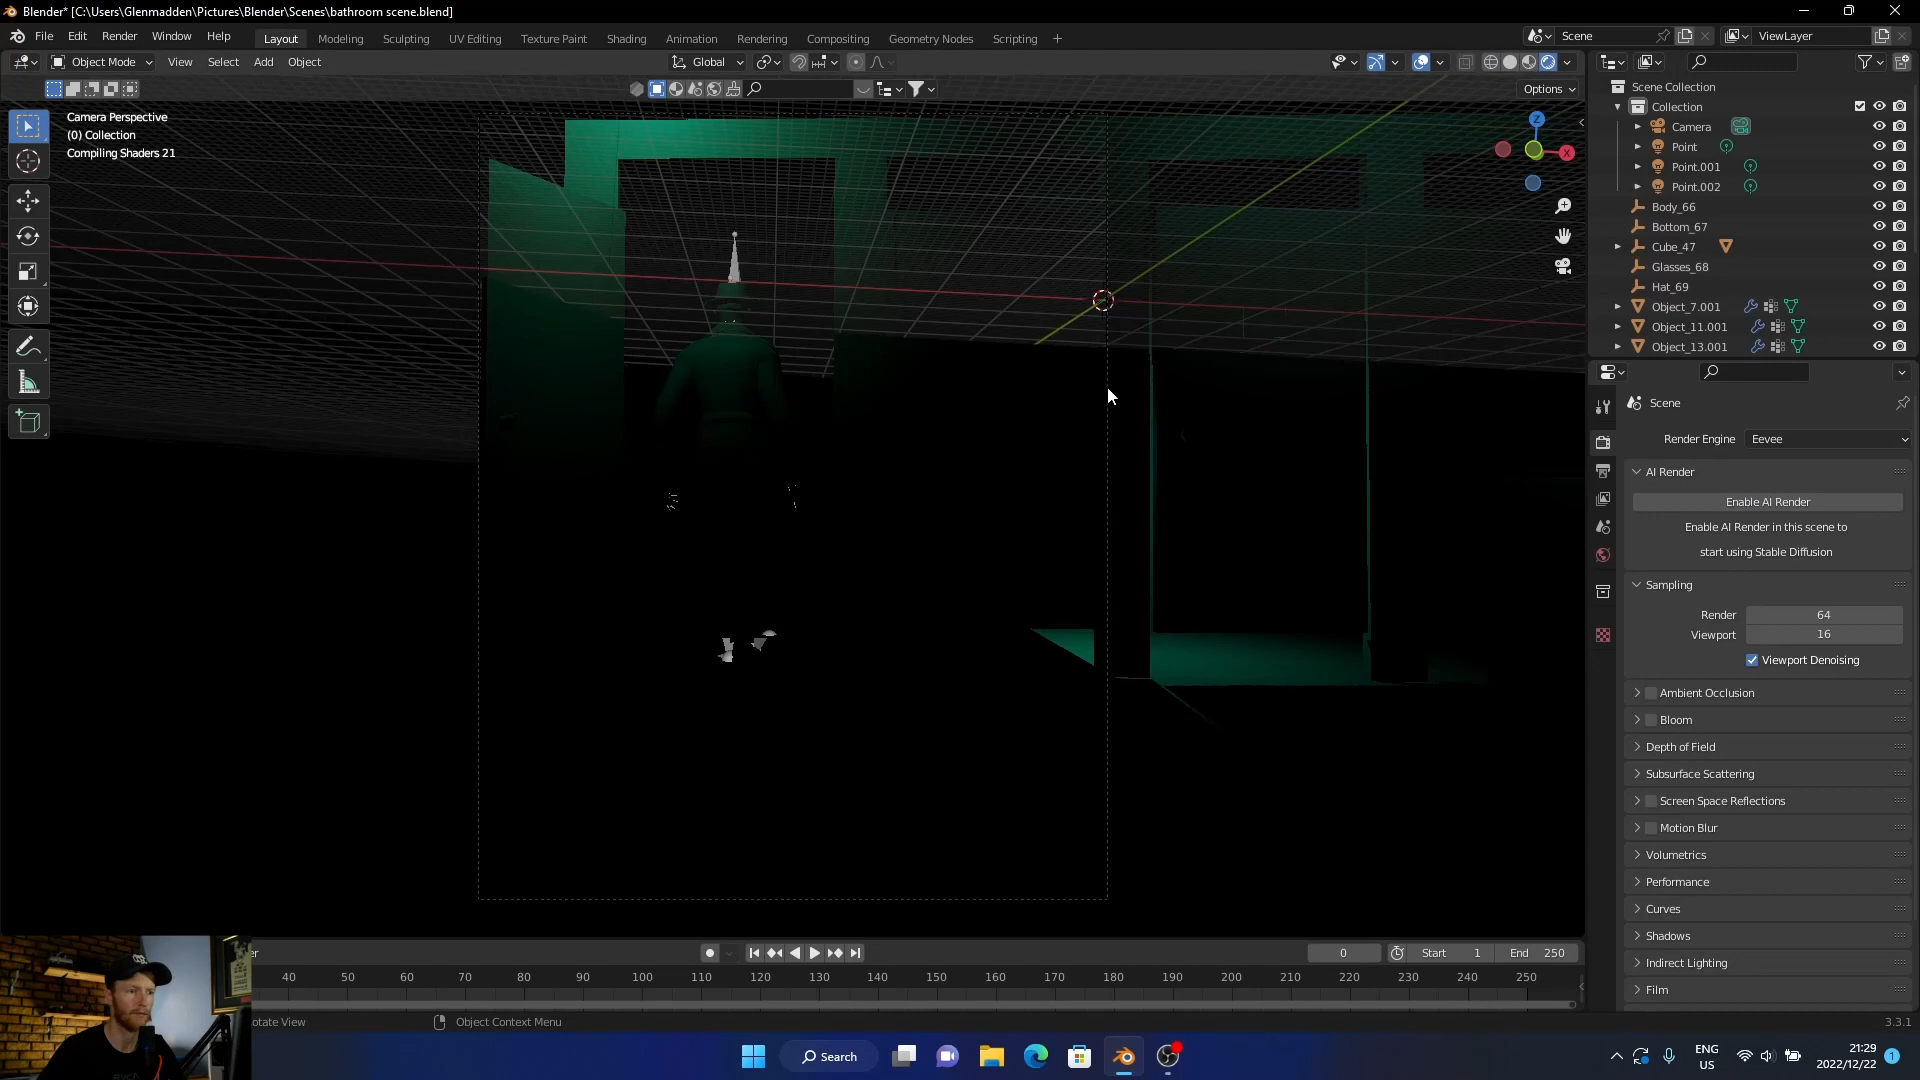 Blender* [C:\Users\Glenmadden\Pictures\Blender\Scenes\bathroom scene.blend]
File Edit Render Window Help Layout Modeling Sculpting UV Editing Texture Paint Shading Animation Rendering Compositing Geometry Nodes Scripting + Scene ViewLayer
Object Mode View Select Add Object Global
Options
Camera Perspective
(0) Collection
Compiling Shaders 21
Z
X
Scene Collection
Collection
Camera
Point
Point.001
Point.002
Body_66
Bottom_67
Cube_47
Glasses_68
Hat_69
Object_7.001
Object_11.001
Object_13.001
Scene
Render Engine Eevee
AI Render
Enable AI Render
Enable AI Render in this scene to
start using Stable Diffusion
Sampling
Render 64
Viewport 16
Viewport Denoising
Ambient Occlusion
Bloom
Depth of Field
Subsurface Scattering
Screen Space Reflections
Motion Blur
Volumetrics
Performance
Curves
Shadows
Indirect Lighting
Film
er 0 Start 1 End 250
40 50 60 70 80 90 100 110 120 130 140 150 160 170 180 190 200 210 220 230 240 250
otate View Object Context Menu 3.3.1
Search
ENG
US
21:29
2022/12/22
1